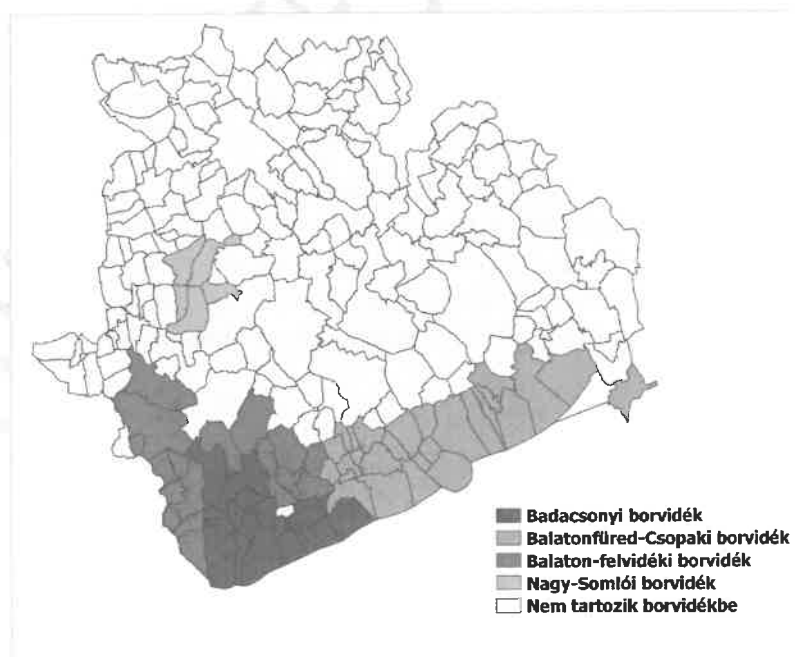 Badacsonyi borvidék
Balatonfüred-Csopaki borvidék
Balaton-felvidéki borvidék
Nagy-Somlói borvidék
Nem tartozik borvidékbe